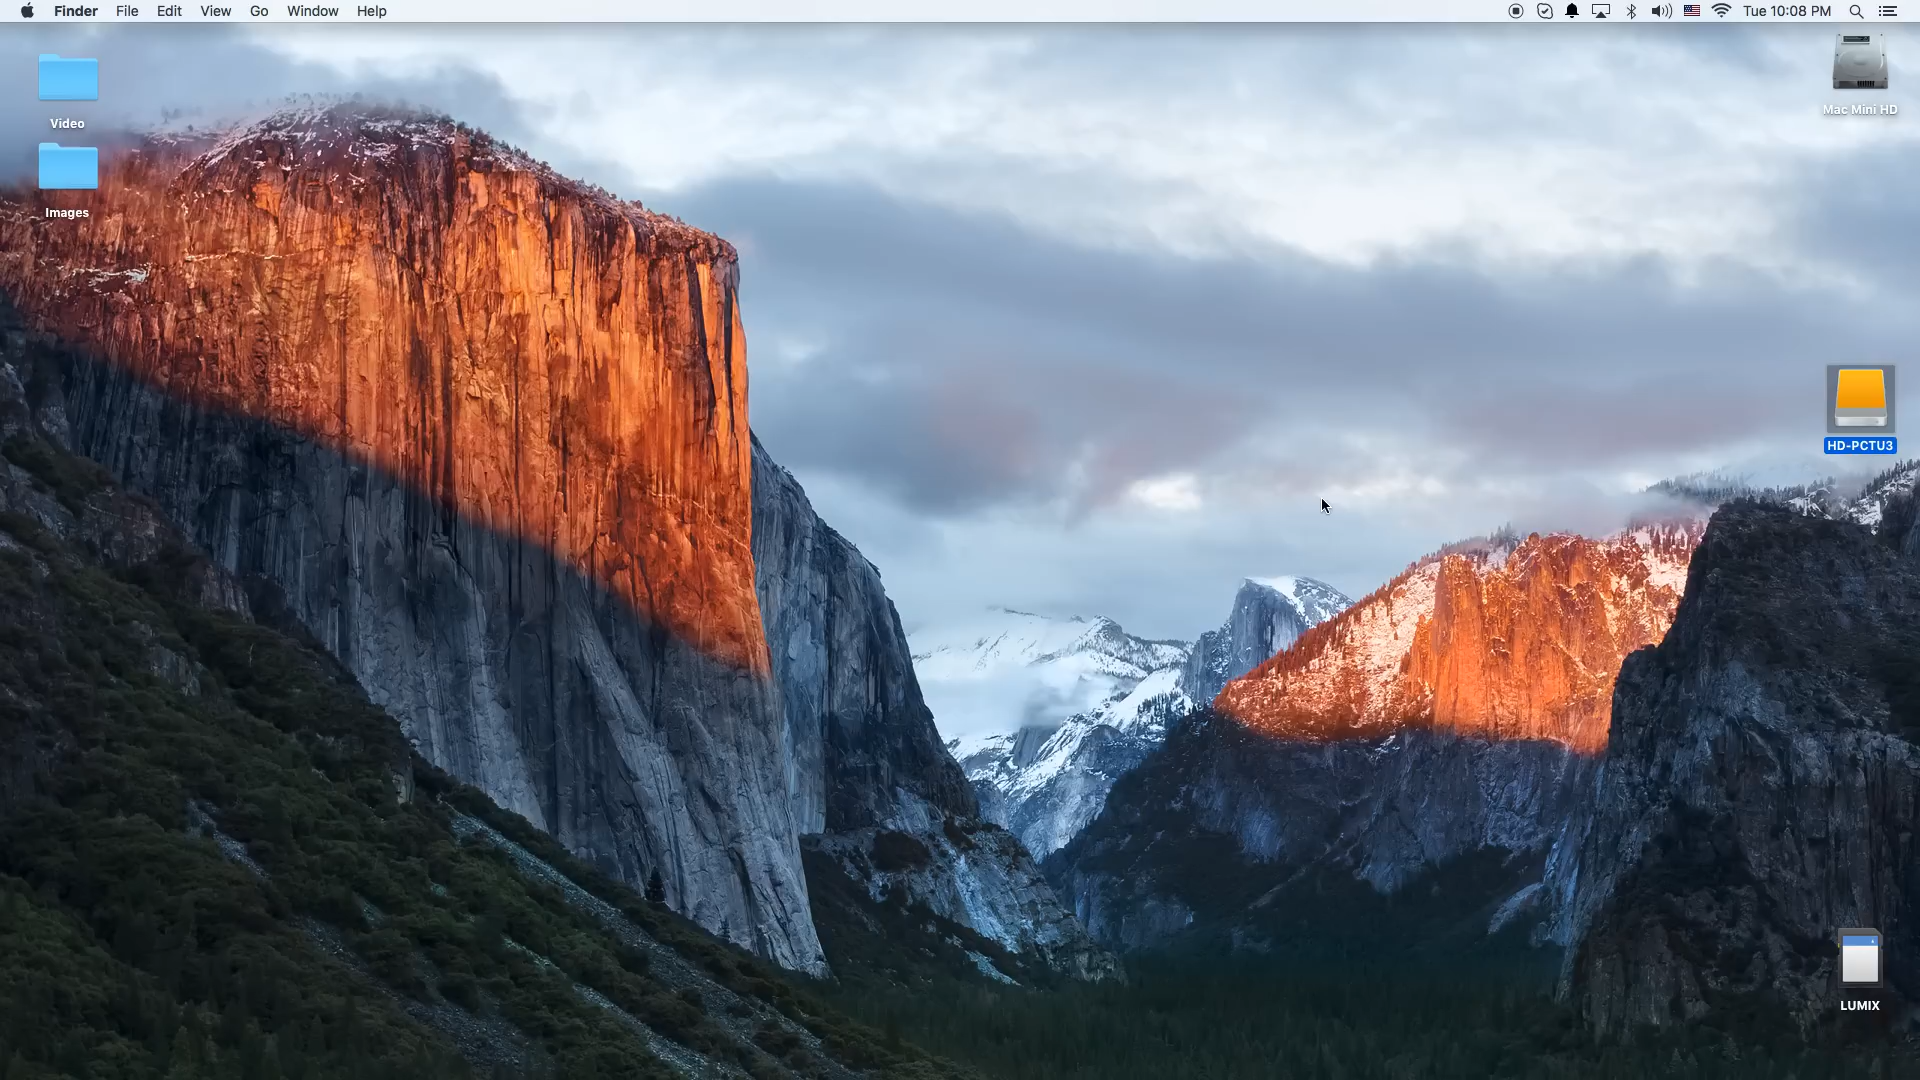 Finder File Edit View Go Window Help Tue 10:08 PM
Video
Images
Mac Mini HD
HD-PCTU3
LUMIX